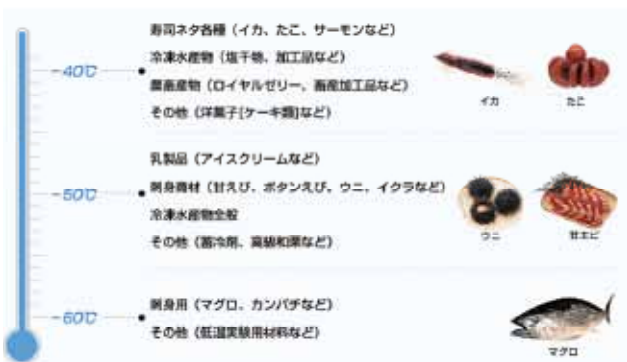 寿司ネタ各種（イカ、たこ、サーモンなど）
冷凍水産物（塩干物、加工品など）
-40℃
農畜産物（ロイヤルゼリー、畜産加工品など）
その他（洋菓子[ケーキ類]など）
イカ
たこ
乳製品（アイスクリームなど）
-50℃
刺身商材（甘えび、ボタンえび、ウニ、イクラなど）
冷凍水産物全般
その他（蓄冷剤、高級和菓など）
ウニ
甘エビ
-60℃
刺身用（マグロ、カンパチなど）
その他（低温実験用材料など）
マグロ